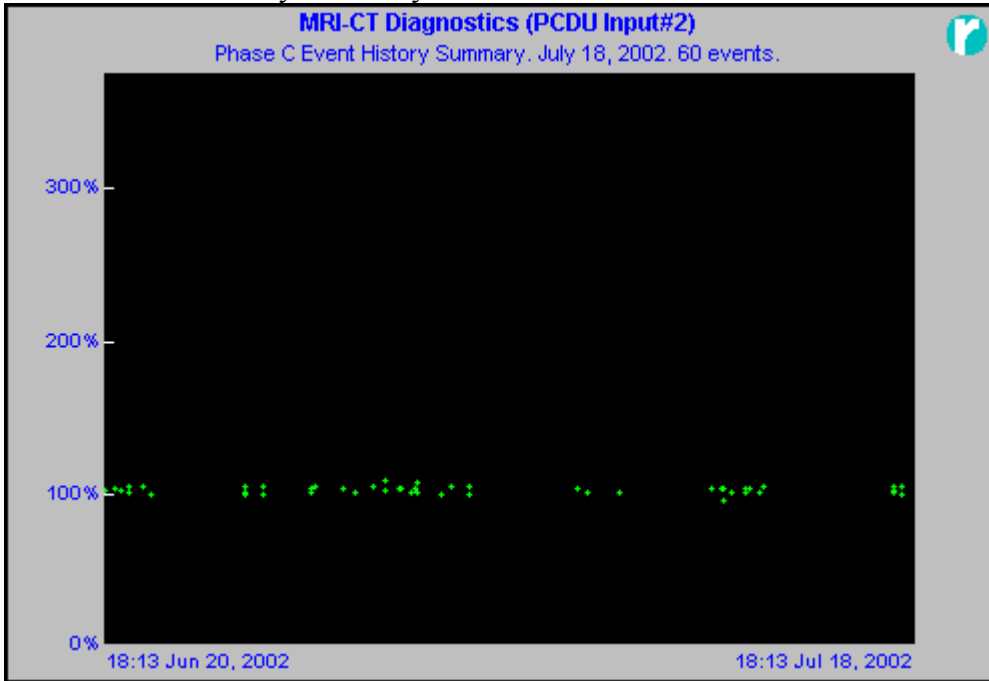 MRI-CT Diagnostics (PCDU Input#2)
Phase C Event History Summary. July 18, 2002. 60 events.
300%
200%
100%
0%
18:13 Jun 20, 2002
18:13 Jul 18, 2002